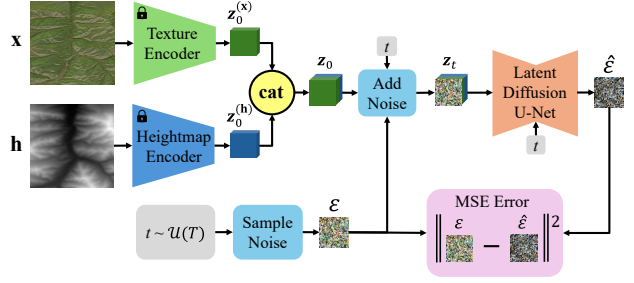 x
Texture
Encoder
z₀⁽ˣ⁾
h
Heightmap
Encoder
z₀⁽ʰ⁾
cat
z₀
t
Add
Noise
zₜ
Latent
Diffusion
U-Net
t
ε̂
t ~ 𝒰(T)
Sample
Noise
ε
MSE Error
‖ ε − ε̂ ‖²